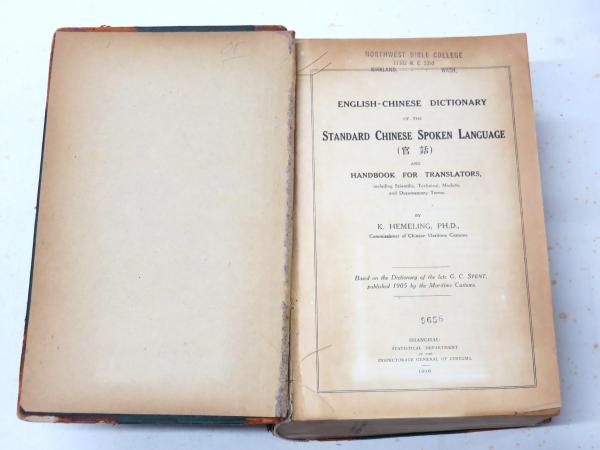 NORTHWEST BIBLE COLLEGE
KIRKLAND, WASH.
ENGLISH-CHINESE DICTIONARY
OF THE
STANDARD CHINESE SPOKEN LANGUAGE
(官話)
AND
HANDBOOK FOR TRANSLATORS,
including Scientific, Technical, Modern,
and Documentary Terms.
BY
K. HEMELING, PH.D.,
Commissioner of Chinese Maritime Customs.
Based on the Dictionary of the late G. C. STENT,
published 1905 by the Maritime Customs.
5656
SHANGHAI:
STATISTICAL DEPARTMENT
OF THE
INSPECTORATE GENERAL OF CUSTOMS.
1916